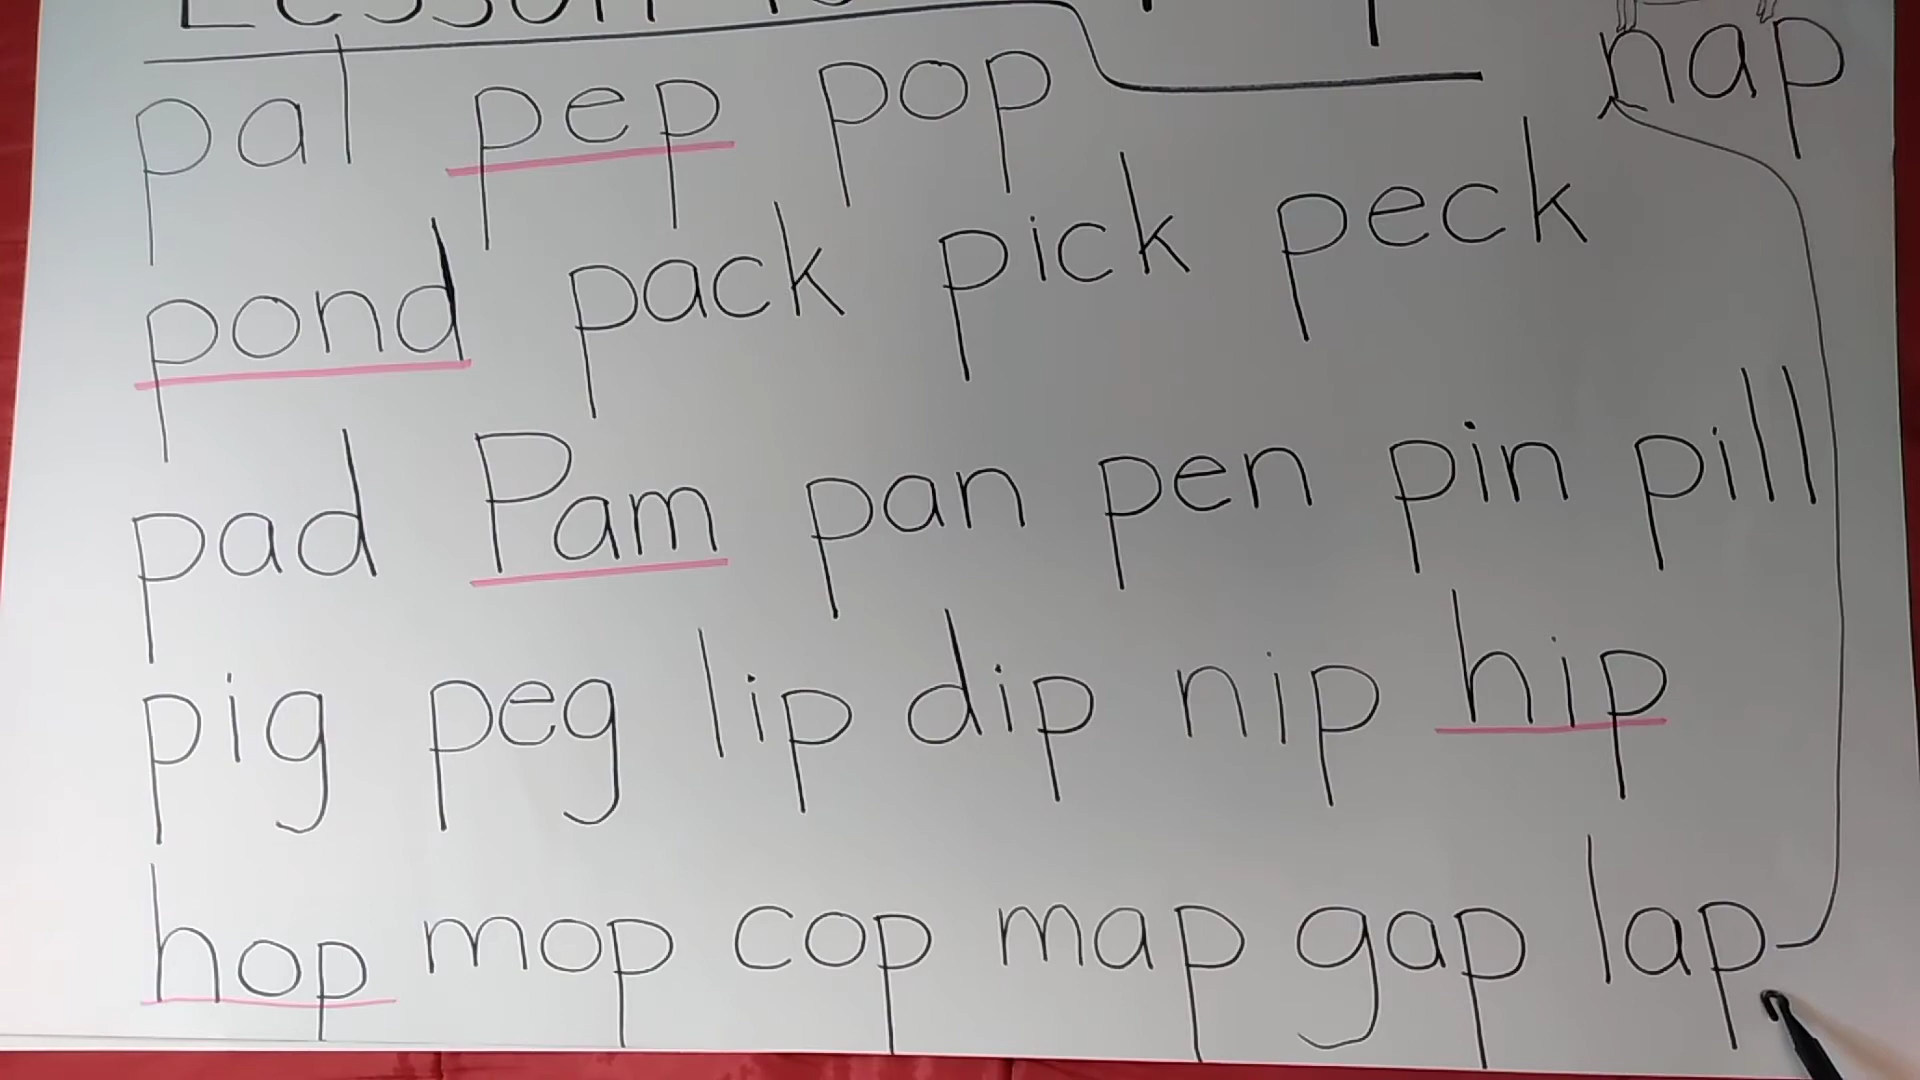 Lesson
pal pep pop
pond pack pick peck
pad Pam pan pen pin pill
pig peg lip dip nip hip
hop mop cop map gap lap
nap